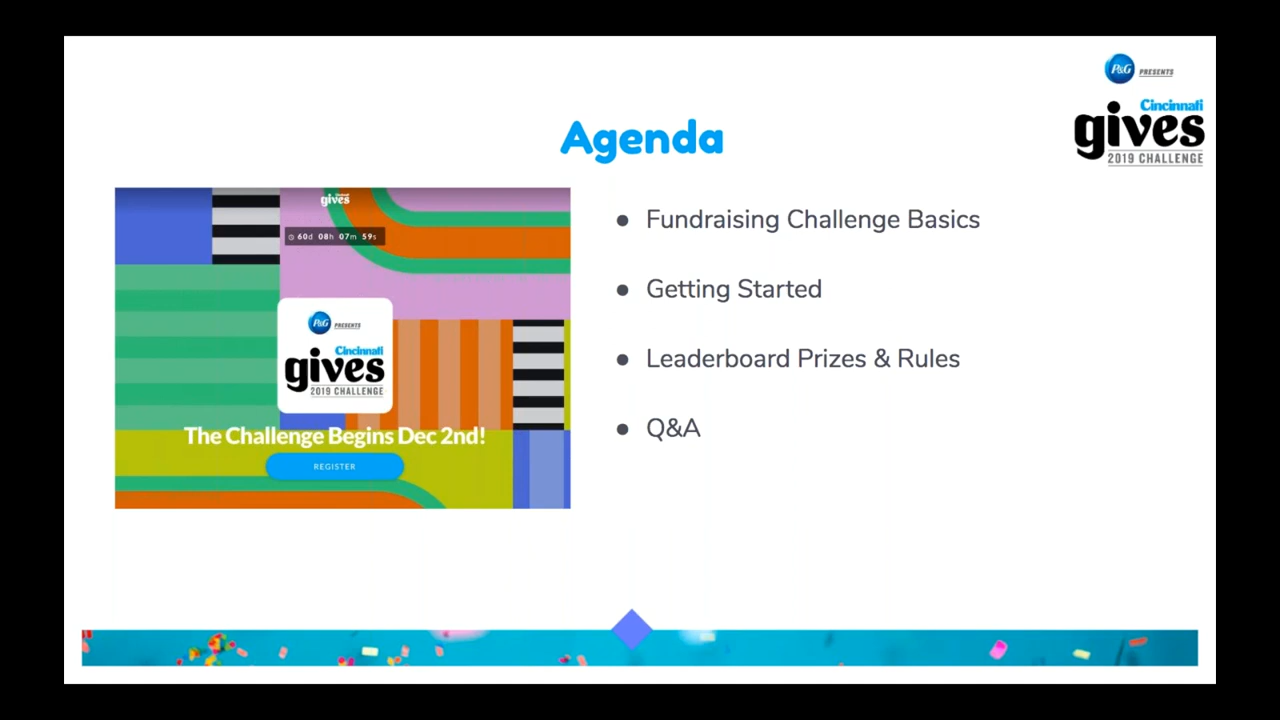 P&G PRESENTS
Cincinnati
gives
2019 CHALLENGE
Agenda
Cincinnati
gives
60d 08h 07m 59s
P&G PRESENTS
Cincinnati
gives
2019 CHALLENGE
The Challenge Begins Dec 2nd!
REGISTER
● Fundraising Challenge Basics
● Getting Started
● Leaderboard Prizes & Rules
● Q&A